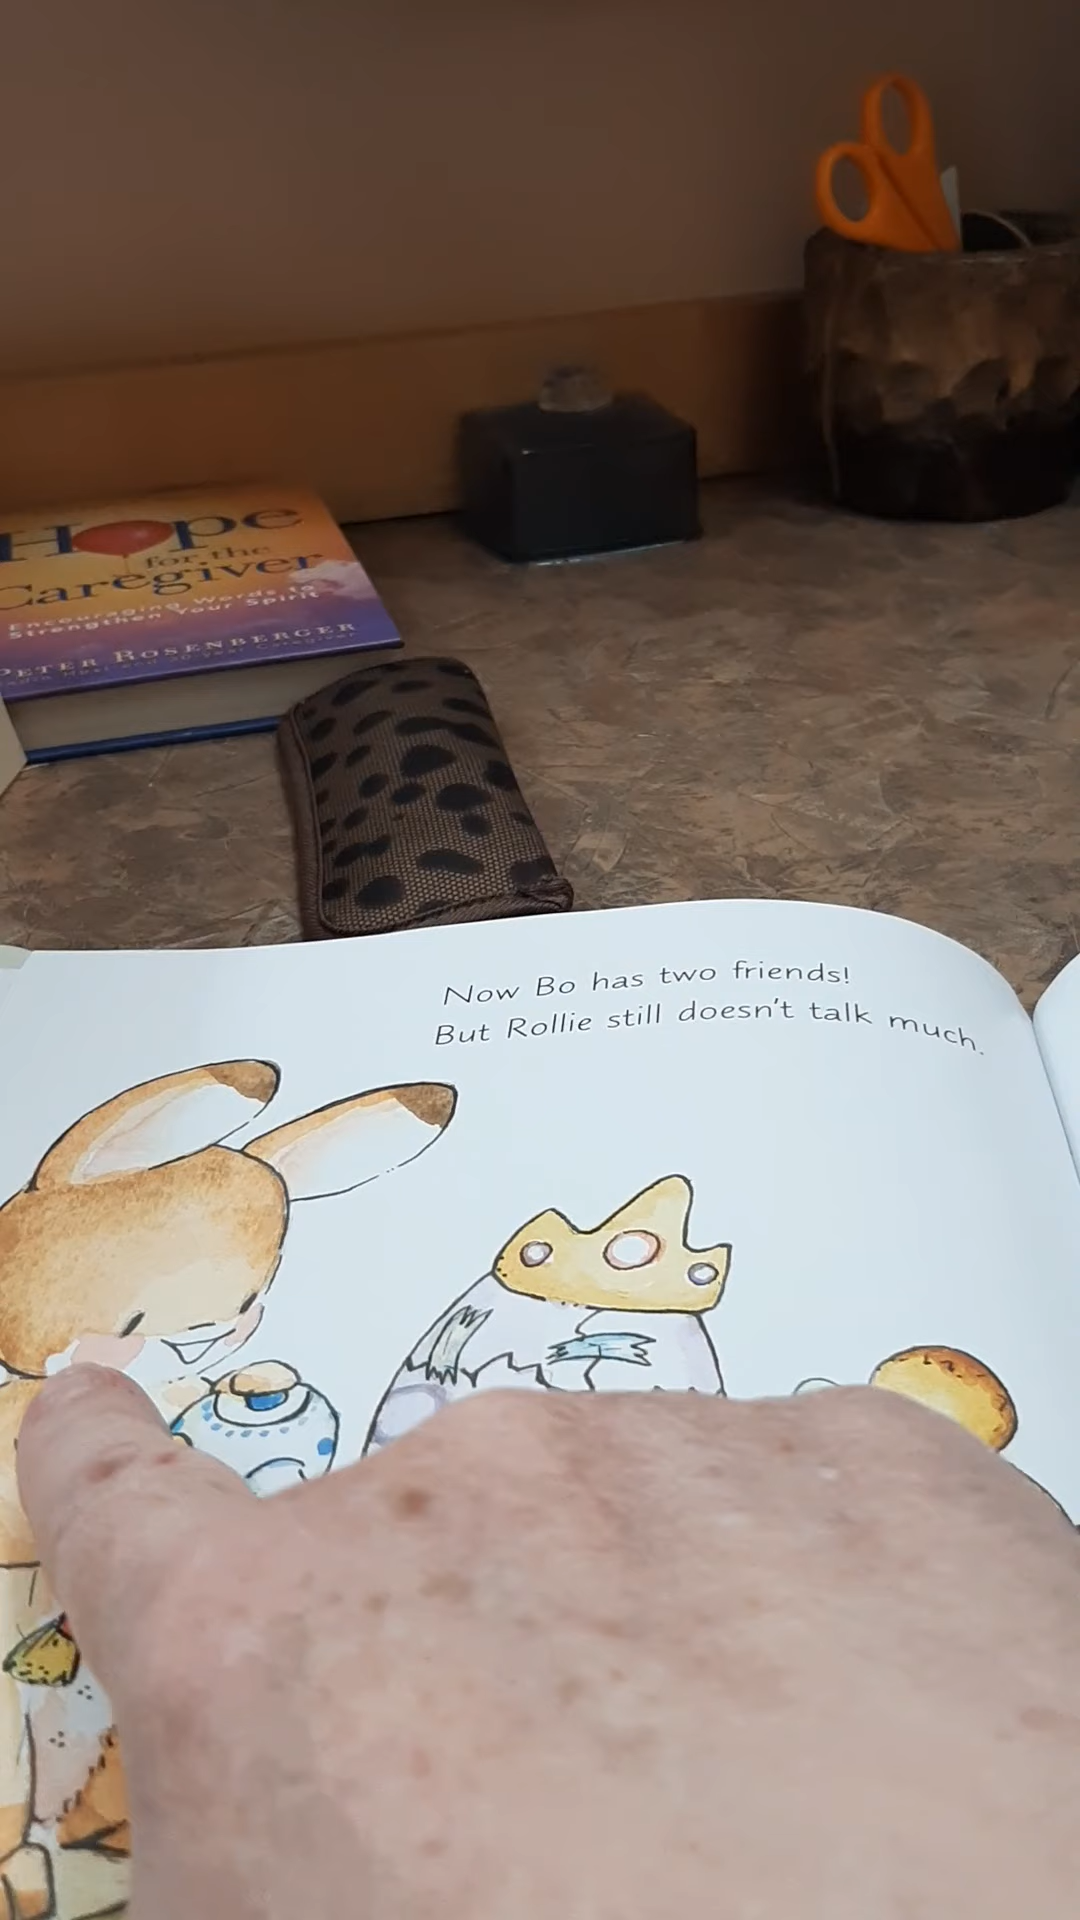 Hope
for the
Caregiver
Encouraging Words to
Strengthen Your Spirit
PETER ROSENBERGER
Now Bo has two friends!
But Rollie still doesn't talk much.